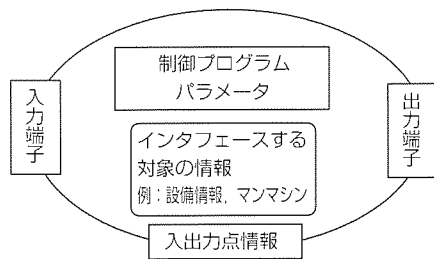 制御プログラム
パラメータ
入力端子
出力端子
インタフェースする
対象の情報
例：設備情報，マンマシン
入出力点情報